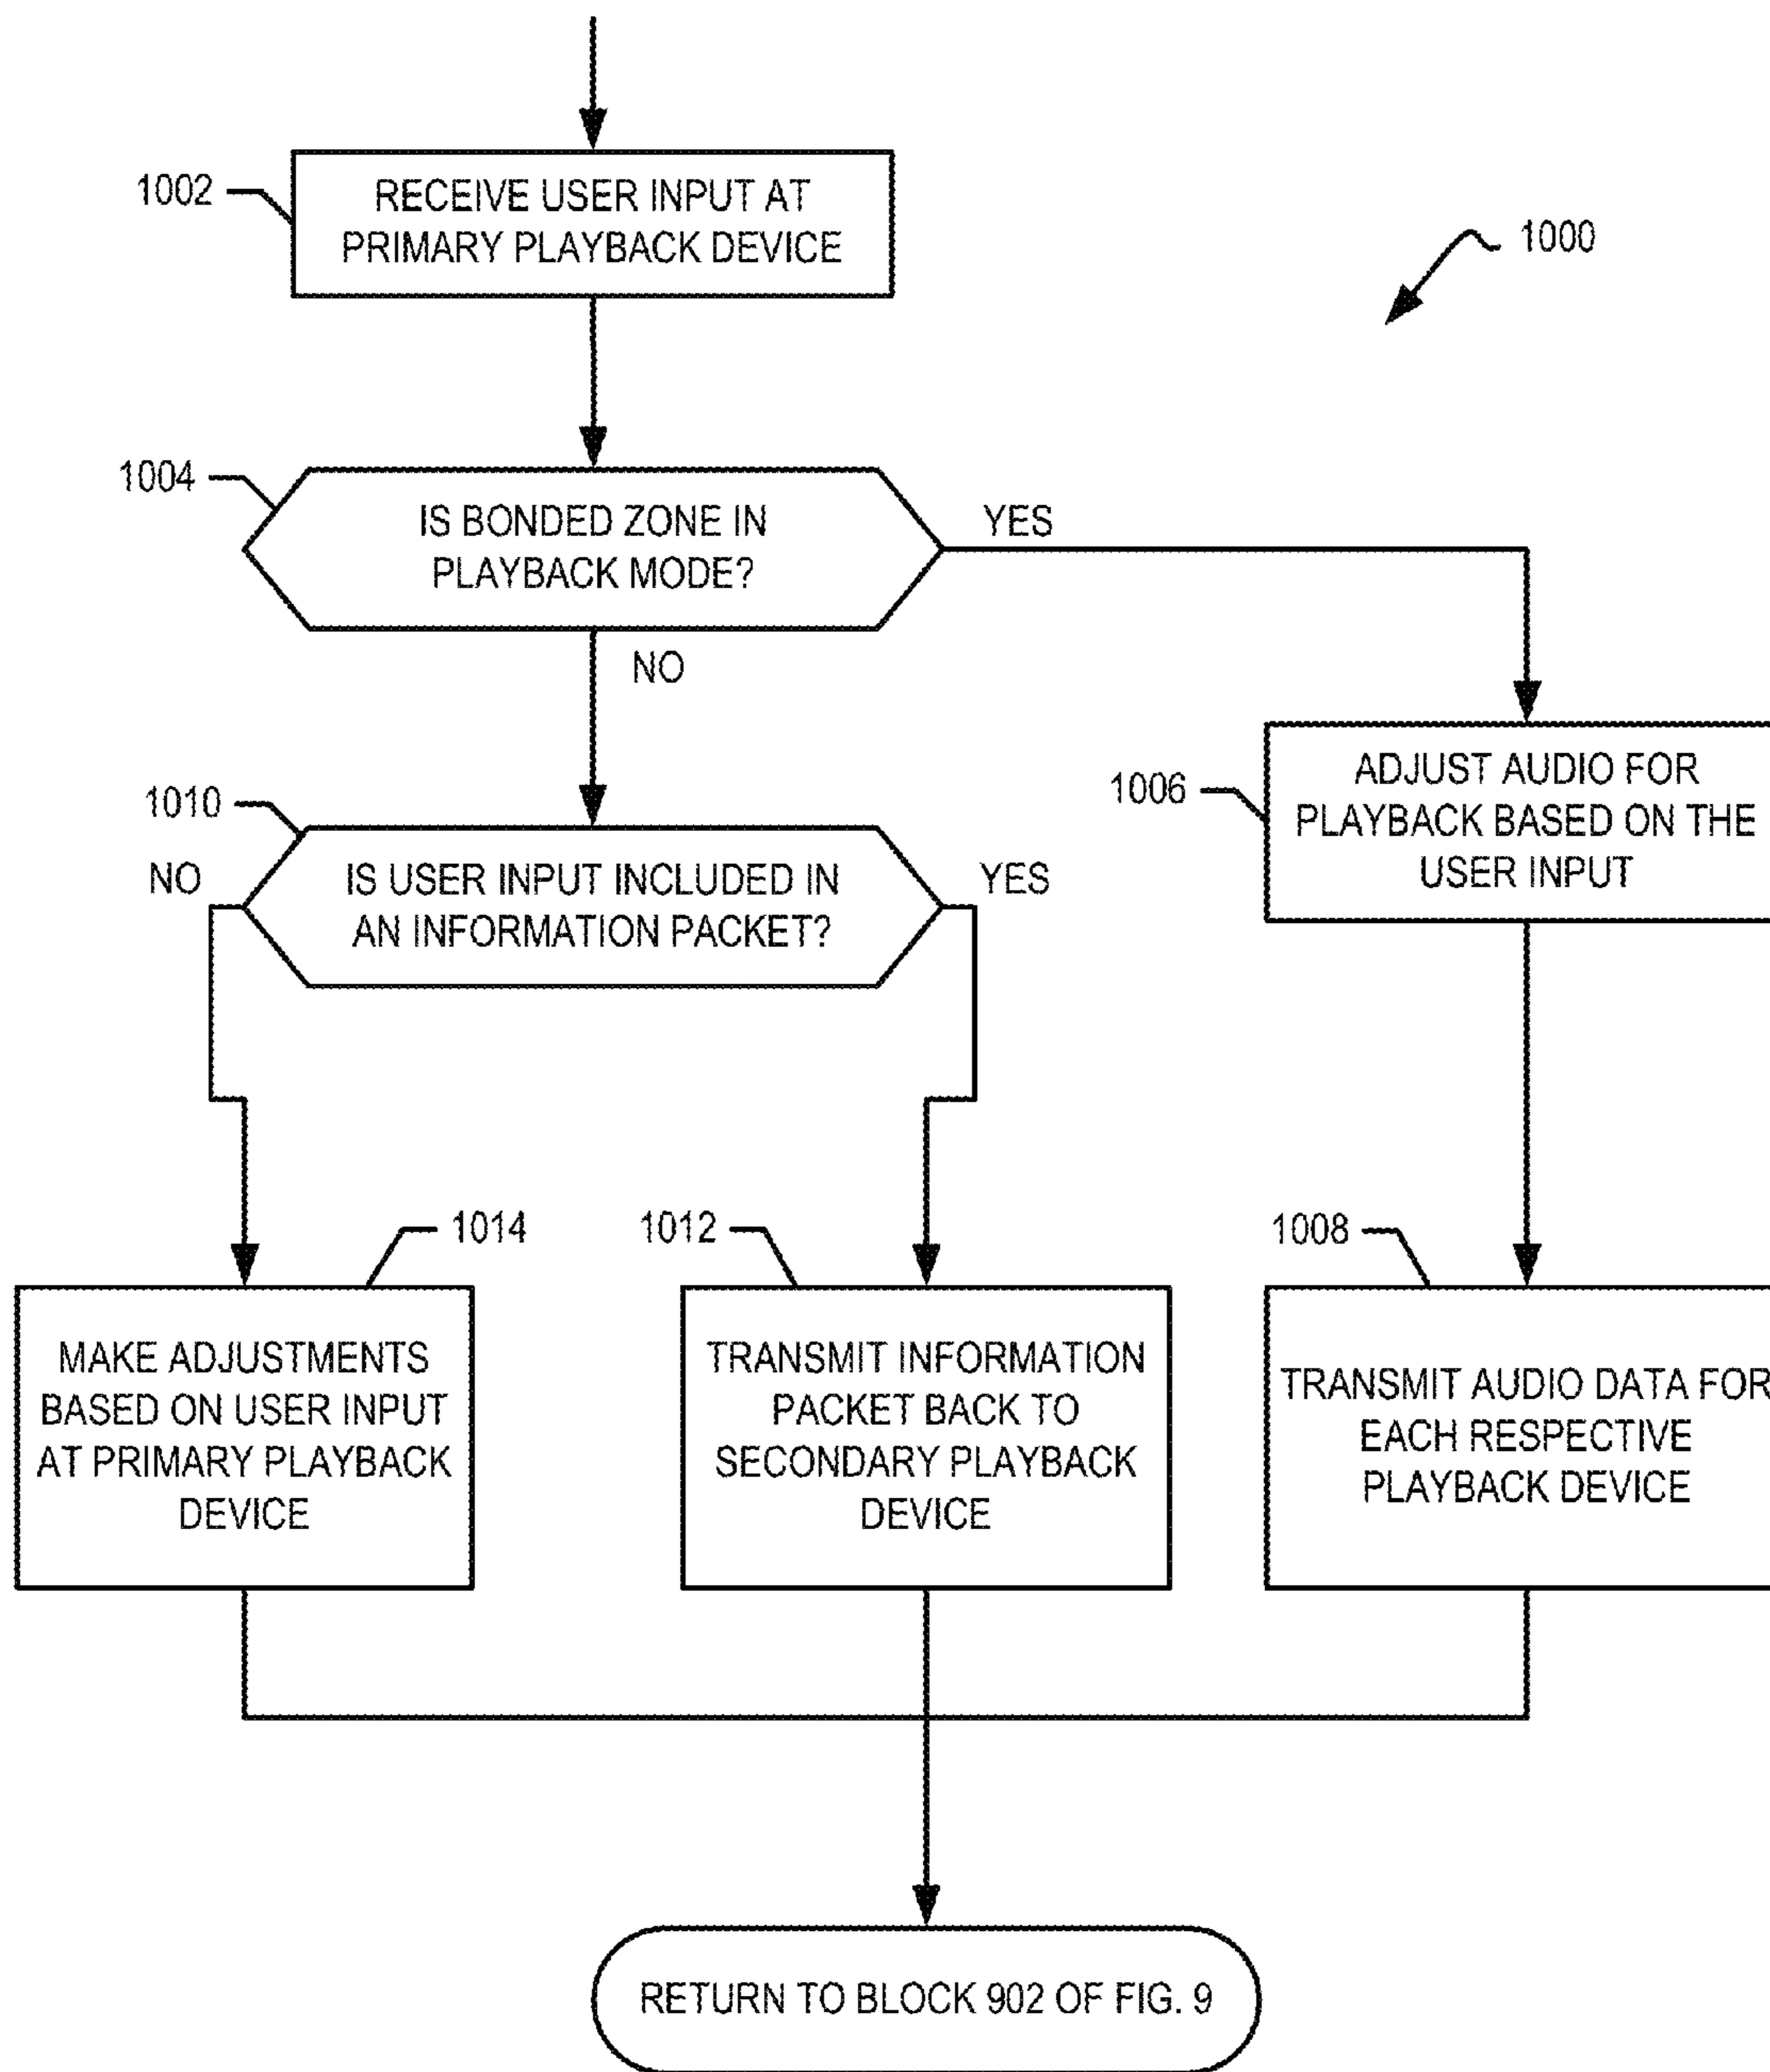 1002
RECEIVE USER INPUT AT
PRIMARY PLAYBACK DEVICE
1000
1004
IS BONDED ZONE IN
PLAYBACK MODE?
YES
NO
1006
ADJUST AUDIO FOR
PLAYBACK BASED ON THE
USER INPUT
1010
NO
IS USER INPUT INCLUDED IN
AN INFORMATION PACKET?
YES
1014
MAKE ADJUSTMENTS
BASED ON USER INPUT
AT PRIMARY PLAYBACK
DEVICE
1012
TRANSMIT INFORMATION
PACKET BACK TO
SECONDARY PLAYBACK
DEVICE
1008
TRANSMIT AUDIO DATA FOR
EACH RESPECTIVE
PLAYBACK DEVICE
RETURN TO BLOCK 902 OF FIG. 9